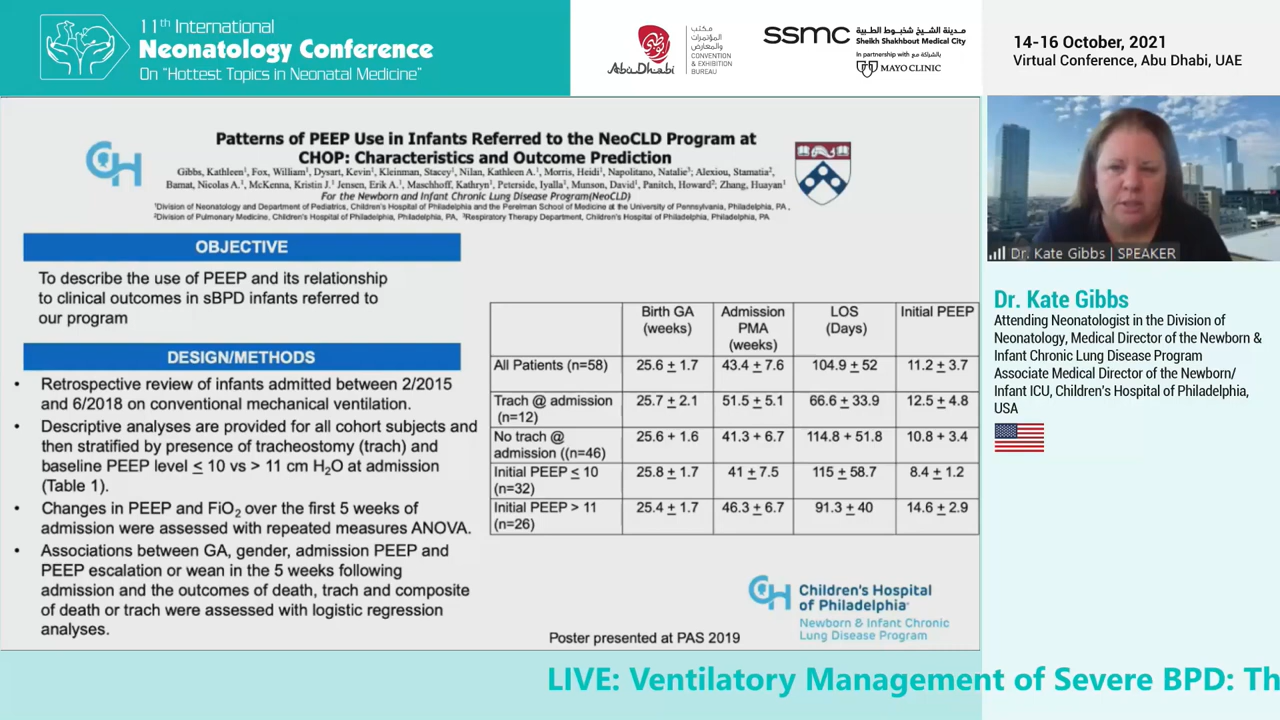 11th International
Neonatology Conference
On “Hottest Topics in Neonatal Medicine”
مكتب
المؤتمرات
والمعارض
أبوظبي
Abu Dhabi
CONVENTION
& EXHIBITION
BUREAU
ssmc
مدينة الشيخ شخبوط الطبية
Sheikh Shakhbout Medical City
In partnership with بالشراكة مع
MAYO CLINIC
14-16 October, 2021
Virtual Conference, Abu Dhabi, UAE
Patterns of PEEP Use in Infants Referred to the NeoCLD Program at
CHOP: Characteristics and Outcome Prediction
Gibbs, Kathleen¹, Fox, William¹, Dysart, Kevin¹, Kleinman, Stacey¹, Nilan, Kathleen A.¹, Morris, Heidi¹, Napolitano, Natalie³; Alexiou, Stamatia²,
Bamat, Nicolas A.¹, McKenna, Kristin J.¹ Jensen, Erik A.¹, Maschhoff, Kathryn¹, Peterside, Iyalla¹; Munson, David¹, Panitch, Howard²; Zhang, Huayan¹
For the Newborn and Infant Chronic Lung Disease Program(NeoCLD)
¹Division of Neonatology and Department of Pediatrics, Children's Hospital of Philadelphia and the Perelman School of Medicine at the University of Pennsylvania, Philadelphia, PA ,
²Division of Pulmonary Medicine, Children's Hospital of Philadelphia, Philadelphia, PA, ³Respiratory Therapy Department, Children's Hospital of Philadelphia, Philadelphia, PA
OBJECTIVE
To describe the use of PEEP and its relationship
to clinical outcomes in sBPD infants referred to
our program
DESIGN/METHODS
• Retrospective review of infants admitted between 2/2015
and 6/2018 on conventional mechanical ventilation.
• Descriptive analyses are provided for all cohort subjects and
then stratified by presence of tracheostomy (trach) and
baseline PEEP level ≤ 10 vs > 11 cm H₂O at admission
(Table 1).
• Changes in PEEP and FiO₂ over the first 5 weeks of
admission were assessed with repeated measures ANOVA.
• Associations between GA, gender, admission PEEP and
PEEP escalation or wean in the 5 weeks following
admission and the outcomes of death, trach and composite
of death or trach were assessed with logistic regression
analyses.
Birth GA (weeks) Admission PMA (weeks) LOS (Days) Initial PEEP
All Patients (n=58) 25.6 ± 1.7 43.4 ± 7.6 104.9 ± 52 11.2 ± 3.7
Trach @ admission (n=12) 25.7 ± 2.1 51.5 ± 5.1 66.6 ± 33.9 12.5 ± 4.8
No trach @ admission ((n=46) 25.6 + 1.6 41.3 + 6.7 114.8 + 51.8 10.8 + 3.4
Initial PEEP ≤ 10 (n=32) 25.8 ± 1.7 41 ± 7.5 115 ± 58.7 8.4 ± 1.2
Initial PEEP > 11 (n=26) 25.4 ± 1.7 46.3 ± 6.7 91.3 ± 40 14.6 ± 2.9
Children's Hospital
of Philadelphia
Newborn & Infant Chronic
Lung Disease Program
Poster presented at PAS 2019
Dr. Kate Gibbs | SPEAKER
Dr. Kate Gibbs
Attending Neonatologist in the Division of
Neonatology, Medical Director of the Newborn &
Infant Chronic Lung Disease Program
Associate Medical Director of the Newborn/
Infant ICU, Children's Hospital of Philadelphia,
USA
LIVE: Ventilatory Management of Severe BPD: Th